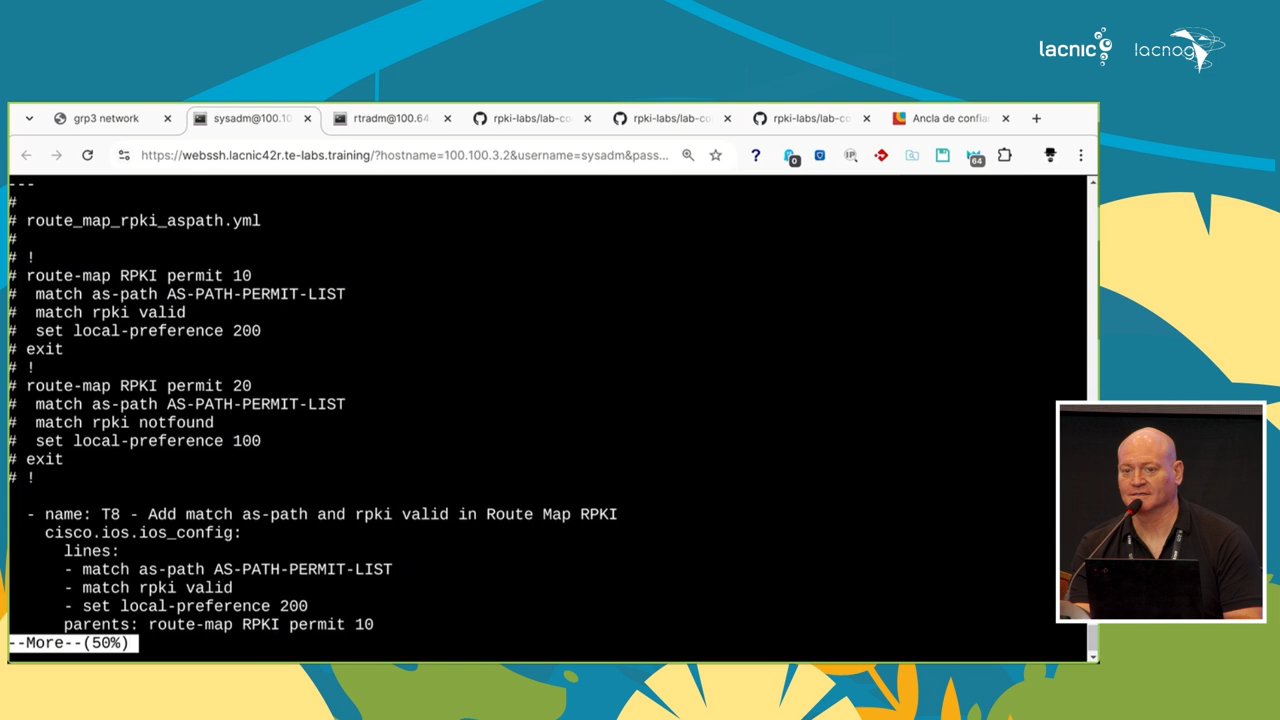 lacnic
lacnog
grp3 network
sysadm@100.10
rtradm@100.64.
rpki-labs/lab-co
rpki-labs/lab-co
rpki-labs/lab-co
Ancla de confia
https://webssh.lacnic42r.te-labs.training/?hostname=100.100.3.2&username=sysadm&pass...
?
0
IP
64
---
#
# route_map_rpki_aspath.yml
#
# !
# route-map RPKI permit 10
#  match as-path AS-PATH-PERMIT-LIST
#  match rpki valid
#  set local-preference 200
# exit
# !
# route-map RPKI permit 20
#  match as-path AS-PATH-PERMIT-LIST
#  match rpki notfound
#  set local-preference 100
# exit
# !
- name: T8 - Add match as-path and rpki valid in Route Map RPKI
cisco.ios.ios_config:
lines:
- match as-path AS-PATH-PERMIT-LIST
- match rpki valid
- set local-preference 200
parents: route-map RPKI permit 10
--More--(50%)